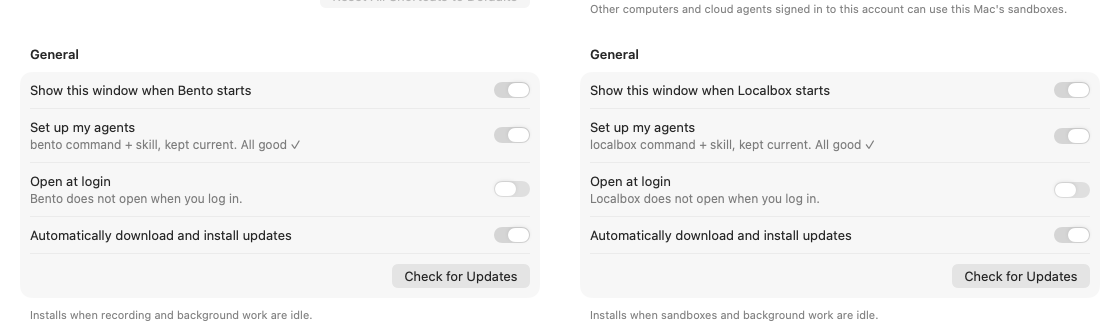 Reset All Shortcuts to Defaults
Other computers and cloud agents signed in to this account can use this Mac's sandboxes.
General
Show this window when Bento starts
Set up my agents
bento command + skill, kept current. All good ✓
Open at login
Bento does not open when you log in.
Automatically download and install updates
Check for Updates
Installs when recording and background work are idle.
General
Show this window when Localbox starts
Set up my agents
localbox command + skill, kept current. All good ✓
Open at login
Localbox does not open when you log in.
Automatically download and install updates
Check for Updates
Installs when sandboxes and background work are idle.